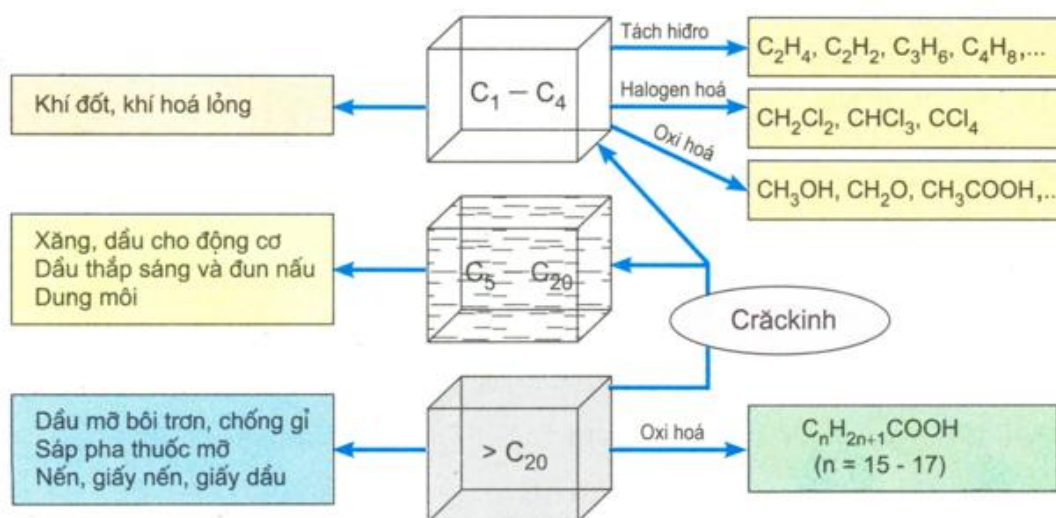 Tách hiđro
C₂H₄, C₂H₂, C₃H₆, C₄H₈,...
Khí đốt, khí hoá lỏng
C₁ – C₄
Halogen hoá
CH₂Cl₂, CHCl₃, CCl₄
Oxi hoá
CH₃OH, CH₂O, CH₃COOH,...
Xăng, dầu cho động cơ
Dầu thắp sáng và đun nấu
Dung môi
C₅ C₂₀
Crăckinh
Dầu mỡ bôi trơn, chống gỉ
Sáp pha thuốc mỡ
Nến, giấy nến, giấy dầu
> C₂₀
Oxi hoá
CₙH₂ₙ₊₁COOH
(n = 15 - 17)